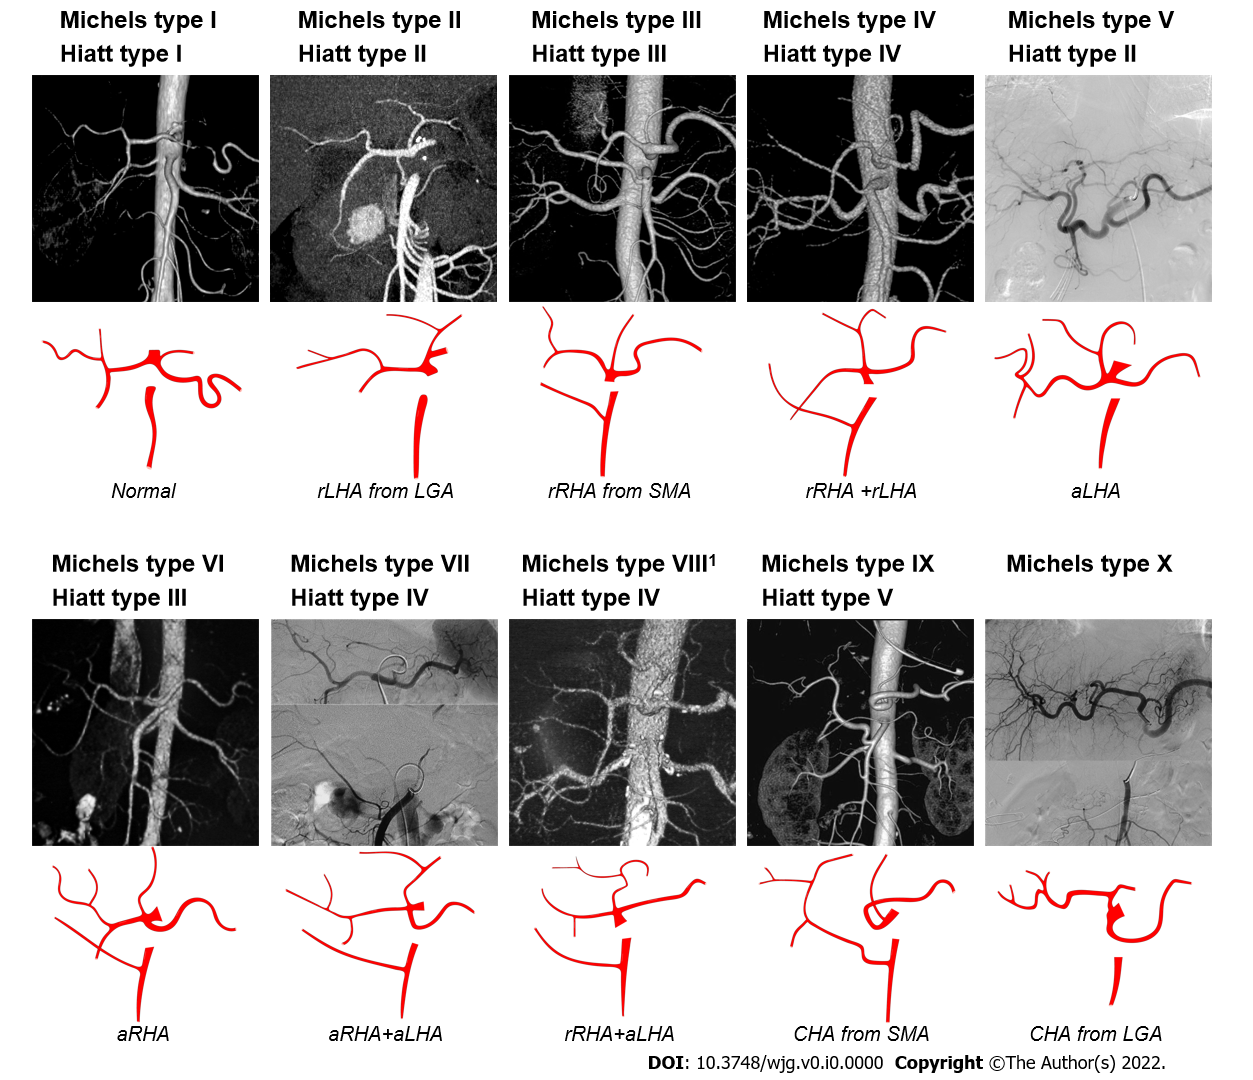 Michels type I
Hiatt type I
Michels type II
Hiatt type II
Michels type III
Hiatt type III
Michels type IV
Hiatt type IV
Michels type V
Hiatt type II
Normal
rLHA from LGA
rRHA from SMA
rRHA +rLHA
aLHA
Michels type VI
Hiatt type III
Michels type VII
Hiatt type IV
Michels type VIII¹
Hiatt type IV
Michels type IX
Hiatt type V
Michels type X
aRHA
aRHA+aLHA
rRHA+aLHA
CHA from SMA
CHA from LGA
DOI: 10.3748/wjg.v0.i0.0000 Copyright ©The Author(s) 2022.